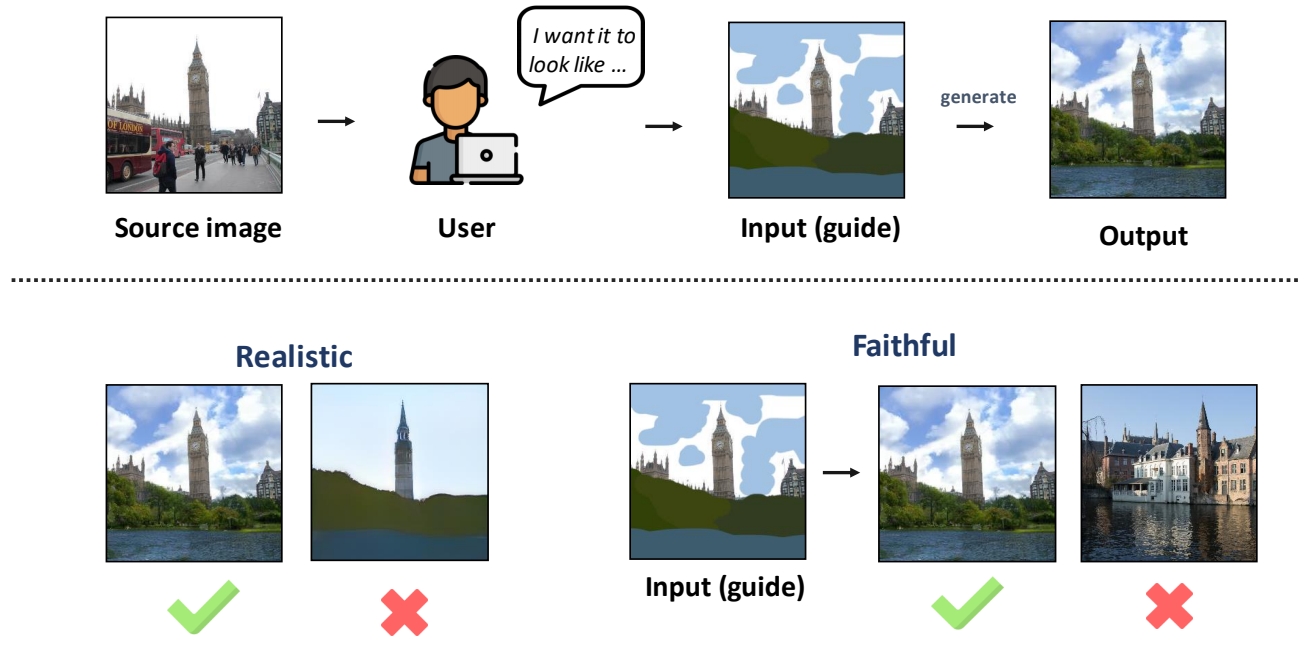 I want it to
look like ...
generate
OF LONDON
Source image
User
Input (guide)
Output
Realistic
Faithful
Input (guide)